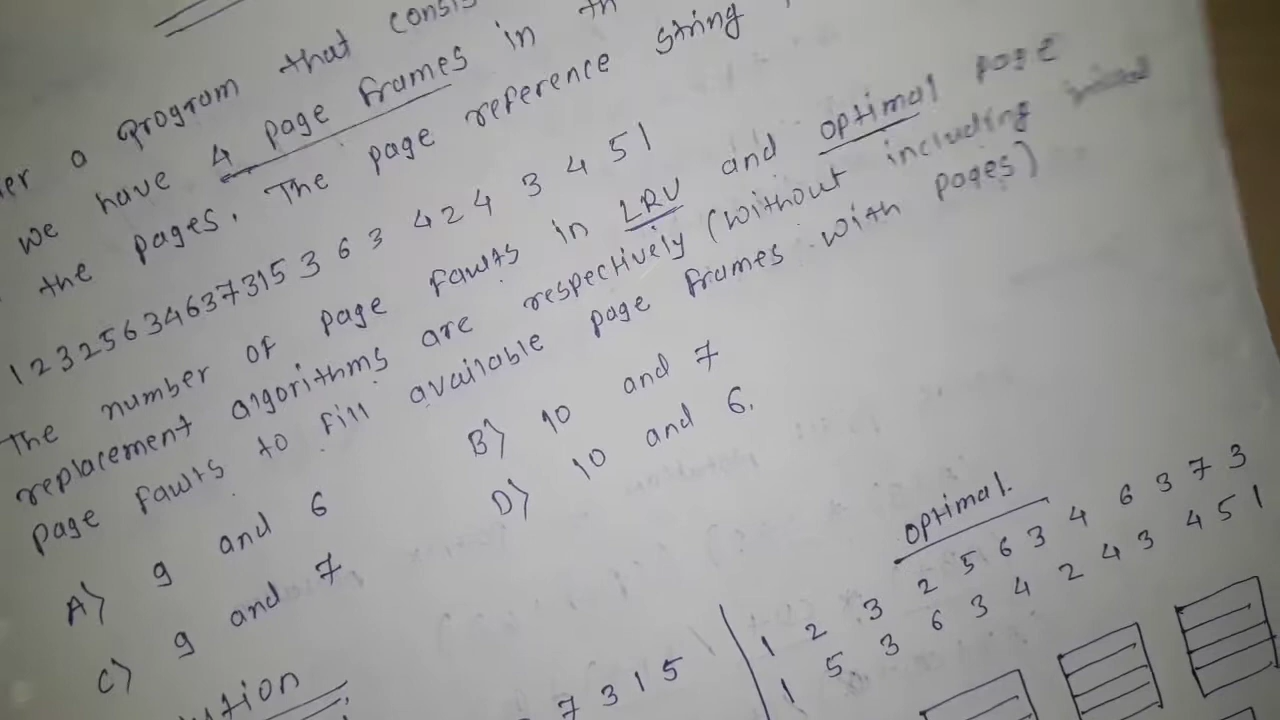 er a program that consis
we have 4 page frames in th
the pages. The page reference string
1 2 3 2 5 6 3 4 6 3 7 3 1 5 3 6 3 4 2 4 3 4 5 1
The number of page faults in LRU and optimal page
replacement algorithms are respectively (without including initial
page faults to fill available page frames with pages)
A) 9 and 6
B) 10 and 7
C) 9 and 7
D) 10 and 6.
ution
7 3 1 5
optimal.
1 2 3 2 5 6 3 4 6 3 7 3
1 5 3 6 3 4 2 4 3 4 5 1